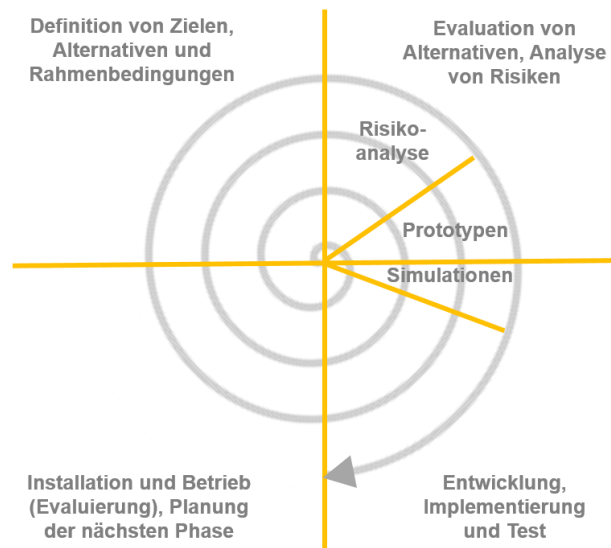 Definition von Zielen,
Alternativen und
Rahmenbedingungen
Evaluation von
Alternativen, Analyse
von Risiken
Risiko-
analyse
Prototypen
Simulationen
Installation und Betrieb
(Evaluierung), Planung
der nächsten Phase
Entwicklung,
Implementierung
und Test